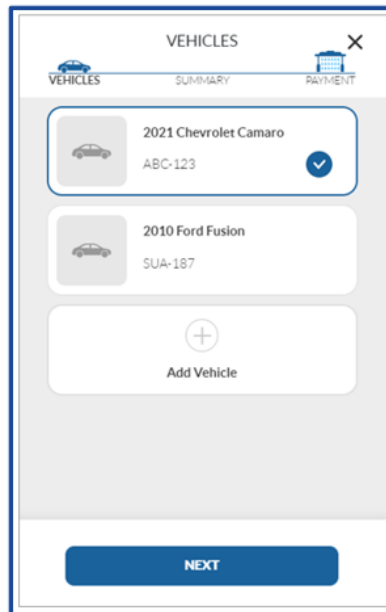 VEHICLES
VEHICLES SUMMARY PAYMENT
2021 Chevrolet Camaro
ABC-123
2010 Ford Fusion
SUA-187
Add Vehicle
NEXT